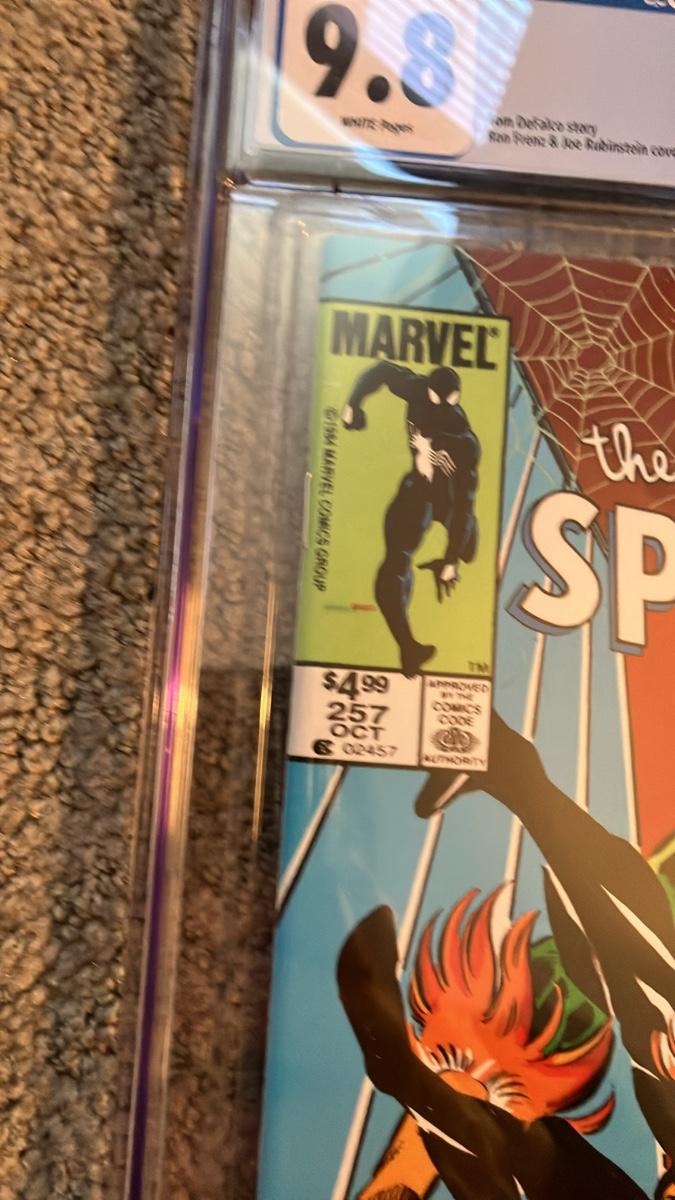 9.8
WHITE Pages
Tom DeFalco story
Ron Frenz & Joe Rubinstein cove
MARVEL®
©1984 MARVEL COMICS GROUP
the
SP
TM
$4.99
257
OCT
02457
APPROVED
BY THE
COMICS
CODE
AUTHORITY